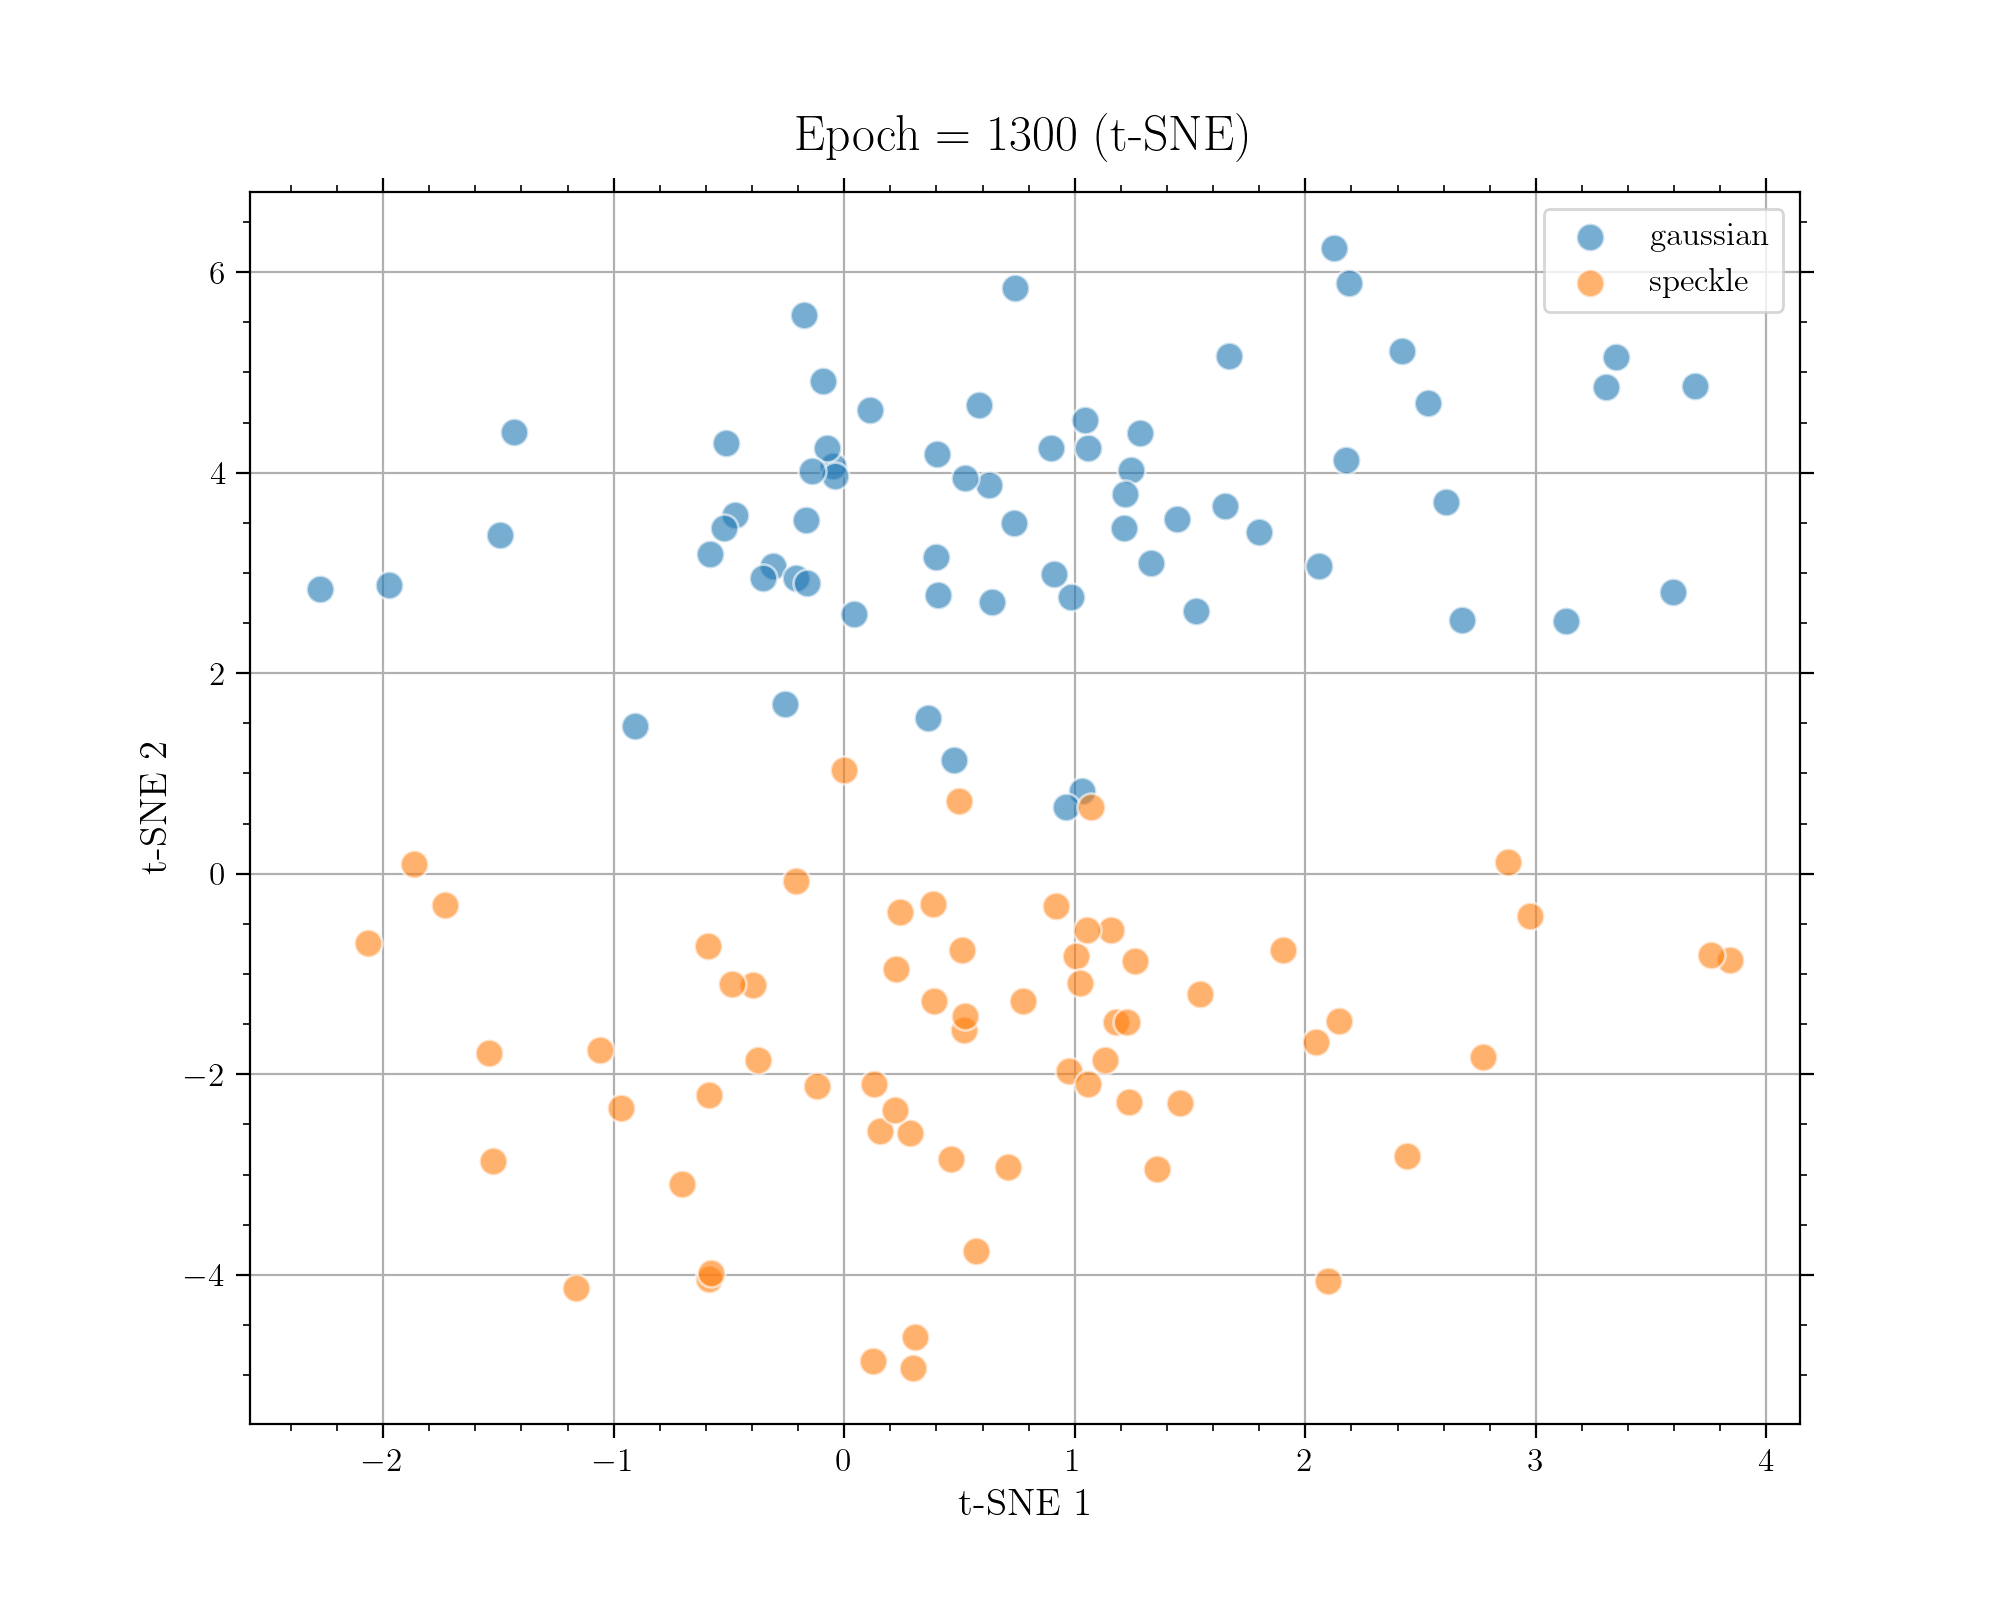 Epoch = 1300 (t-SNE)
gaussian
speckle
6
4
2
0
−2
−4
t-SNE 2
−2
−1
0
1
2
3
4
t-SNE 1